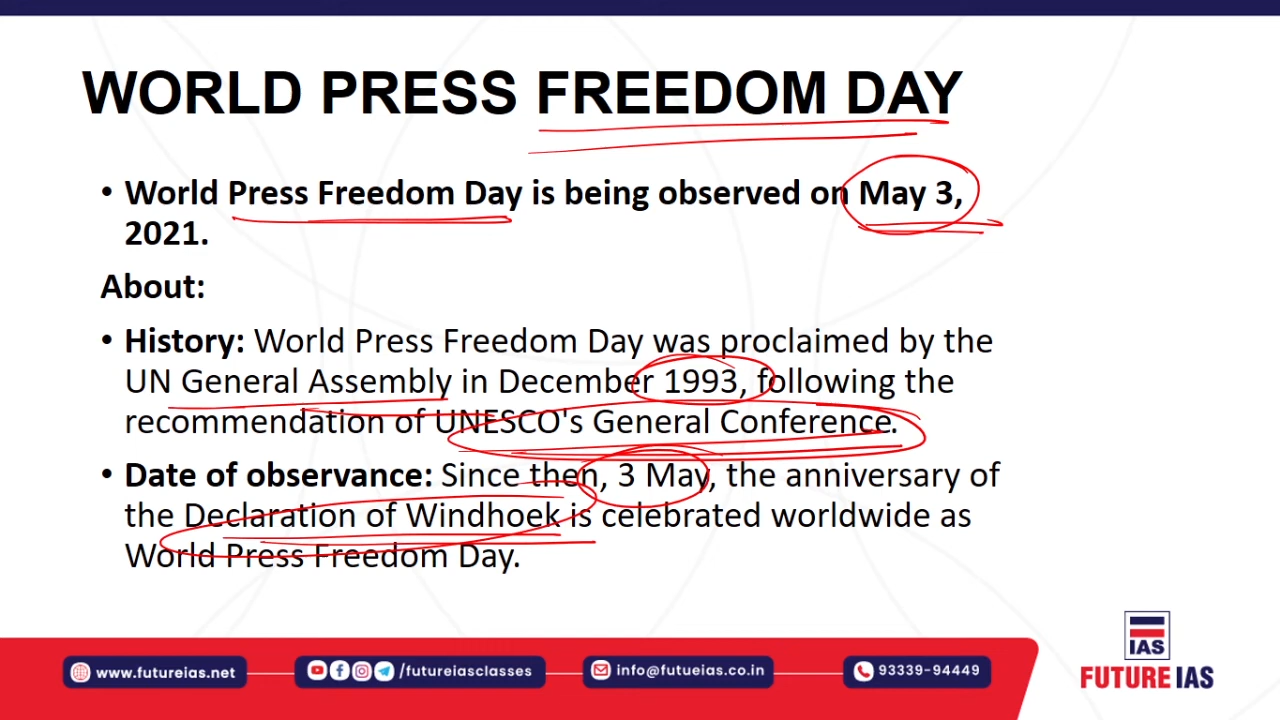 WORLD PRESS FREEDOM DAY
• World Press Freedom Day is being observed on May 3,
2021.
About:
• History: World Press Freedom Day was proclaimed by the
UN General Assembly in December 1993, following the
recommendation of UNESCO's General Conference.
• Date of observance: Since then, 3 May, the anniversary of
the Declaration of Windhoek is celebrated worldwide as
World Press Freedom Day.
IAS
FUTURE IAS
www.futureias.net
/futureiasclasses
info@futueias.co.in
93339-94449